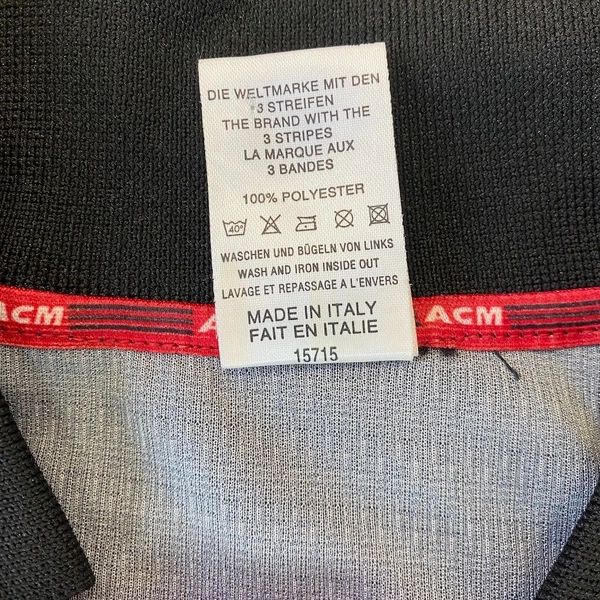 DIE WELTMARKE MIT DEN
3 STREIFEN
THE BRAND WITH THE
3 STRIPES
LA MARQUE AUX
3 BANDES
100% POLYESTER
40°
WASCHEN UND BÜGELN VON LINKS
WASH AND IRON INSIDE OUT
LAVAGE ET REPASSAGE A L'ENVERS
ACM ACM
MADE IN ITALY
FAIT EN ITALIE
15715